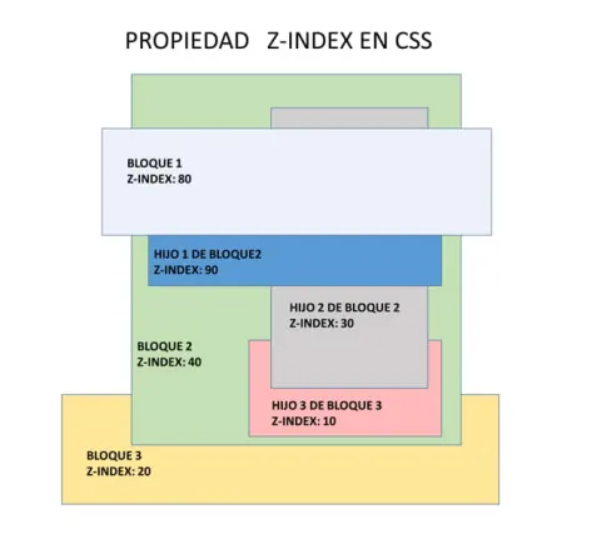 PROPIEDAD Z-INDEX EN CSS
BLOQUE 1
Z-INDEX: 80
HIJO 1 DE BLOQUE2
Z-INDEX: 90
HIJO 2 DE BLOQUE 2
Z-INDEX: 30
BLOQUE 2
Z-INDEX: 40
HIJO 3 DE BLOQUE 3
Z-INDEX: 10
BLOQUE 3
Z-INDEX: 20